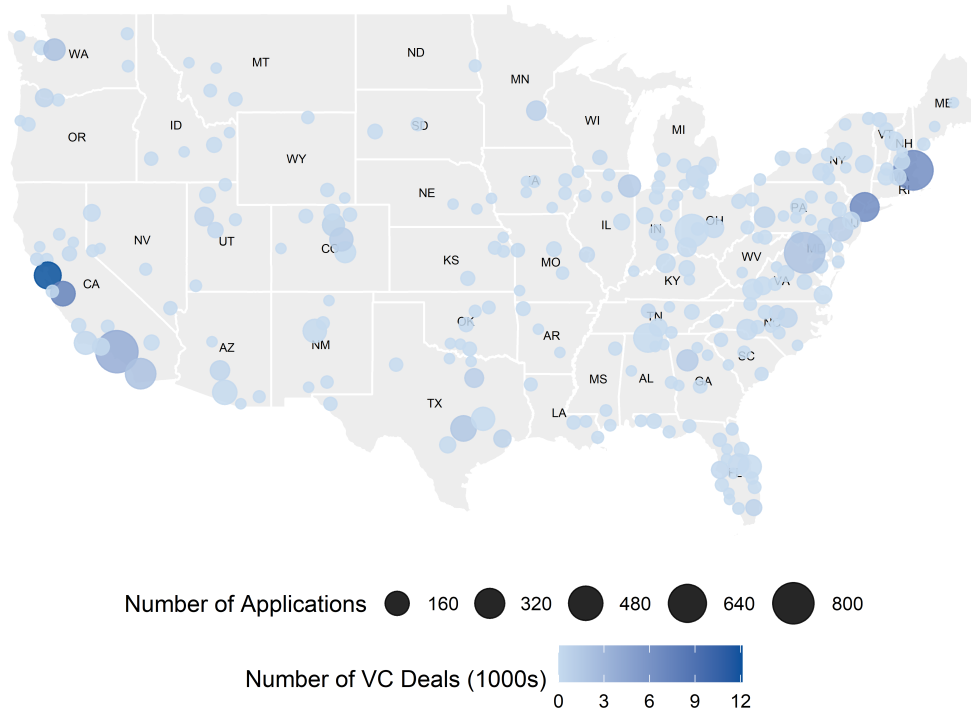 WA
MT
ND
MN
ME
OR
ID
SD
WI
MI
VT
NH
WY
NY
RI
NE
IA
PA
NV
UT
CO
IL
IN
OH
CA
KS
MO
WV
KY
VA
AZ
NM
OK
AR
TN
NC
SC
TX
LA
MS
AL
GA
Number of Applications 160 320 480 640 800
Number of VC Deals (1000s)
0 3 6 9 12